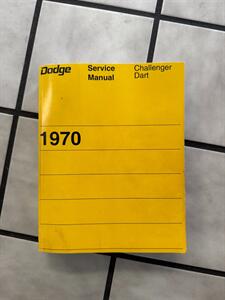 Dodge Service Challenger
Manual Dart
1970